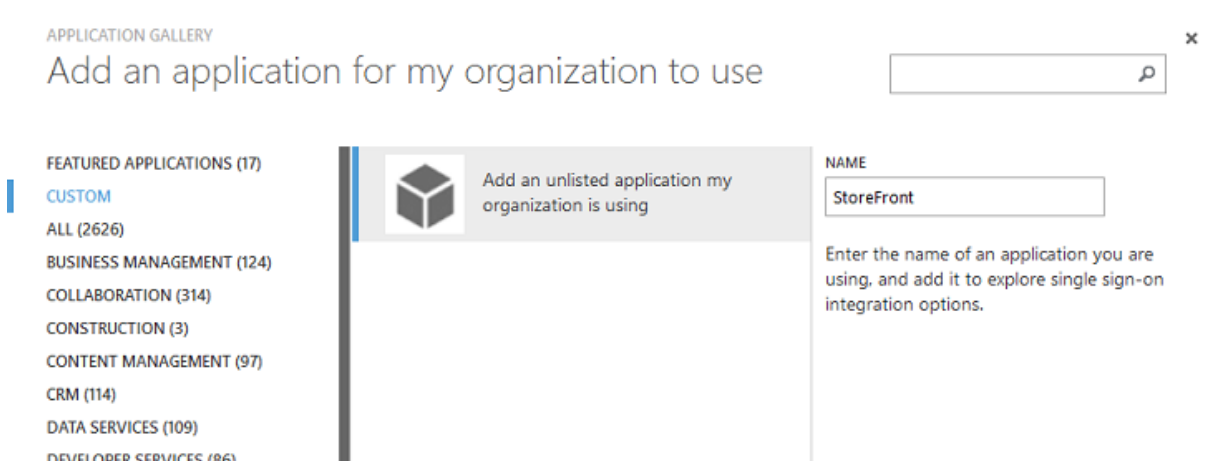 APPLICATION GALLERY
Add an application for my organization to use
FEATURED APPLICATIONS (17)
CUSTOM
ALL (2626)
BUSINESS MANAGEMENT (124)
COLLABORATION (314)
CONSTRUCTION (3)
CONTENT MANAGEMENT (97)
CRM (114)
DATA SERVICES (109)
DEVELOPER SERVICES (86)
Add an unlisted application my
organization is using
NAME
StoreFront
Enter the name of an application you are
using, and add it to explore single sign-on
integration options.